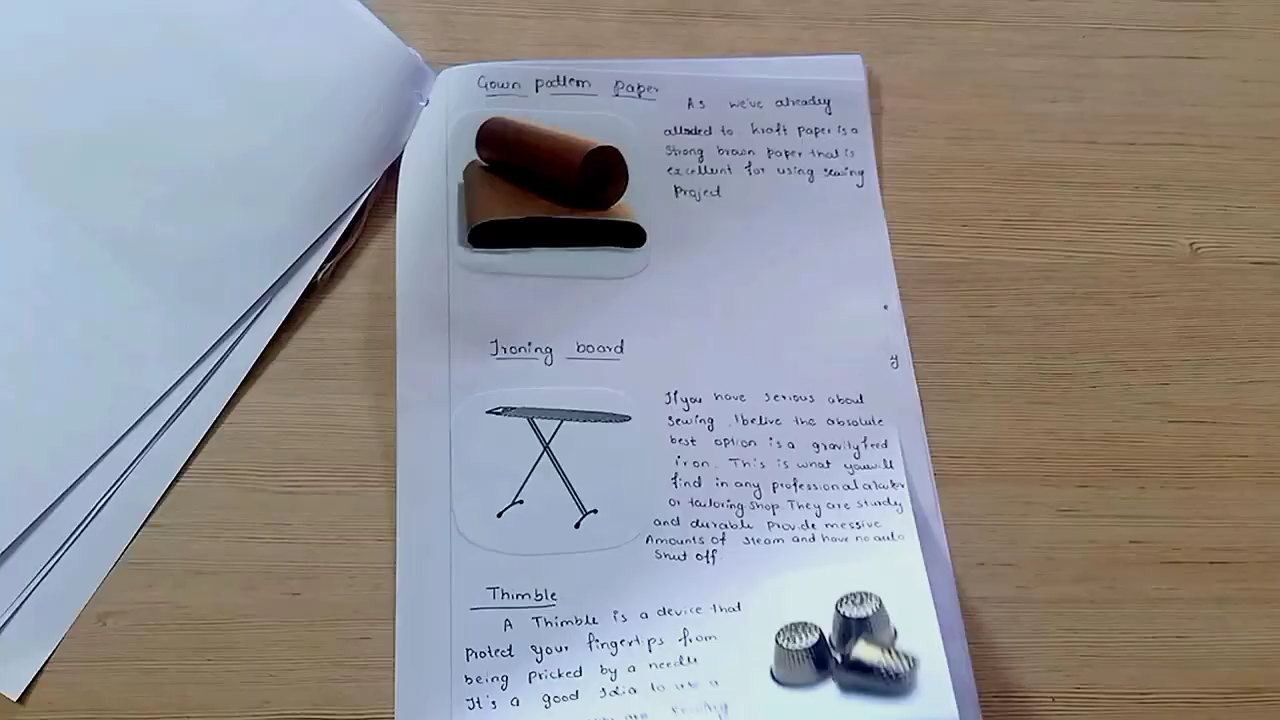 Gown pattern paper
As we've already
alluded to kraft paper is a
strong brown paper that is
excellent for using sewing
project
Ironing board
If you have serious about
sewing, I belive the absolute
best option is a gravity feed
iron. This is what you will
find in any professional
or tailoring shop They are sturdy
and durable provide messive
Amounts of steam and have no auto
shut off
y
Thimble
A Thimble is a device that
protect your fingertips from
being pricked by a needle
It's a good idia to use a